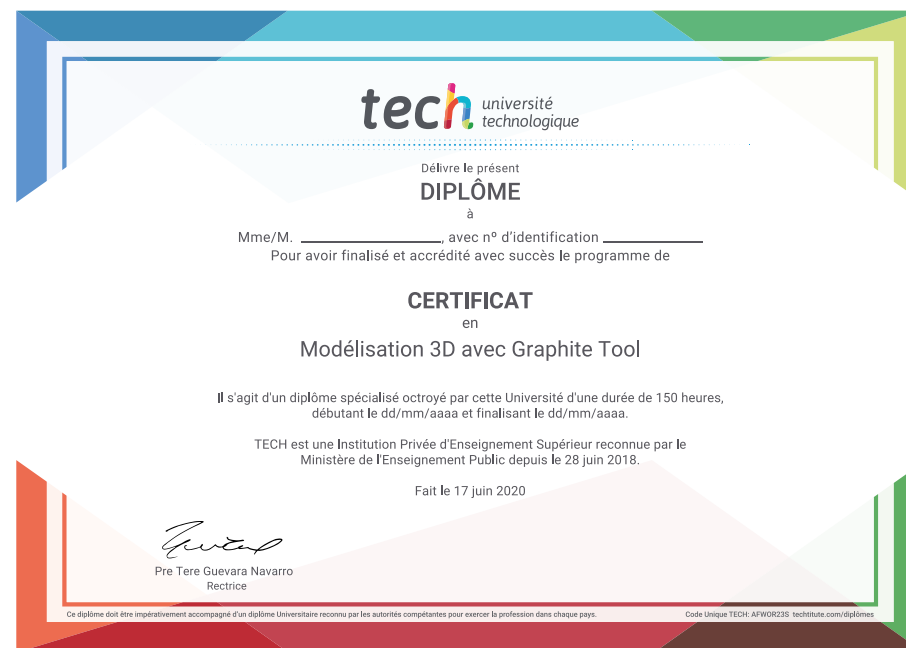 tech université
technologique
Délivre le présent
DIPLÔME
à
Mme/M. ____________________, avec nº d'identification ______________
Pour avoir finalisé et accrédité avec succès le programme de
CERTIFICAT
en
Modélisation 3D avec Graphite Tool
Il s'agit d'un diplôme spécialisé octroyé par cette Université d'une durée de 150 heures,
débutant le dd/mm/aaaa et finalisant le dd/mm/aaaa.
TECH est une Institution Privée d'Enseignement Supérieur reconnue par le
Ministère de l'Enseignement Public depuis le 28 juin 2018.
Fait le 17 juin 2020
Pre Tere Guevara Navarro
Rectrice
Ce diplôme doit être impérativement accompagné d'un diplôme Universitaire reconnu par les autorités compétentes pour exercer la profession dans chaque pays.
Code Unique TECH: AFWOR23S techtitute.com/diplômes